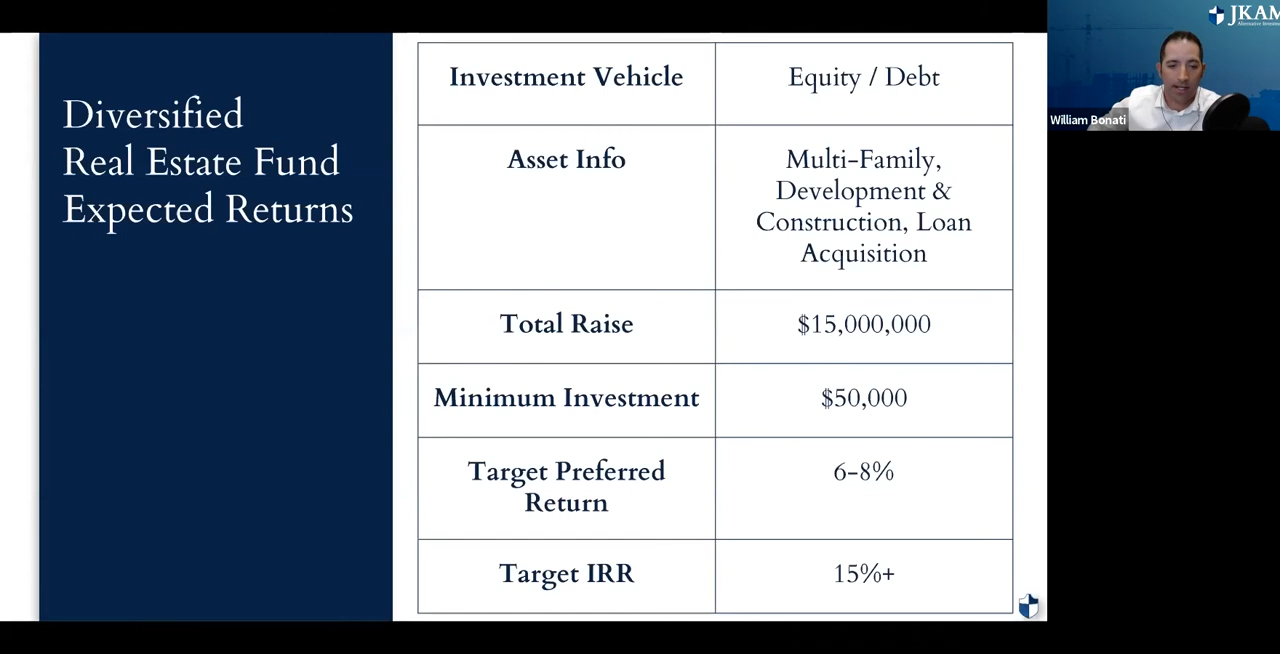 Diversified
Real Estate Fund
Expected Returns
Investment Vehicle
Equity / Debt
Asset Info
Multi-Family,
Development &
Construction, Loan
Acquisition
Total Raise
$15,000,000
Minimum Investment
$50,000
Target Preferred
Return
6-8%
Target IRR
15%+
JKAM
Alternative Investm
William Bonati